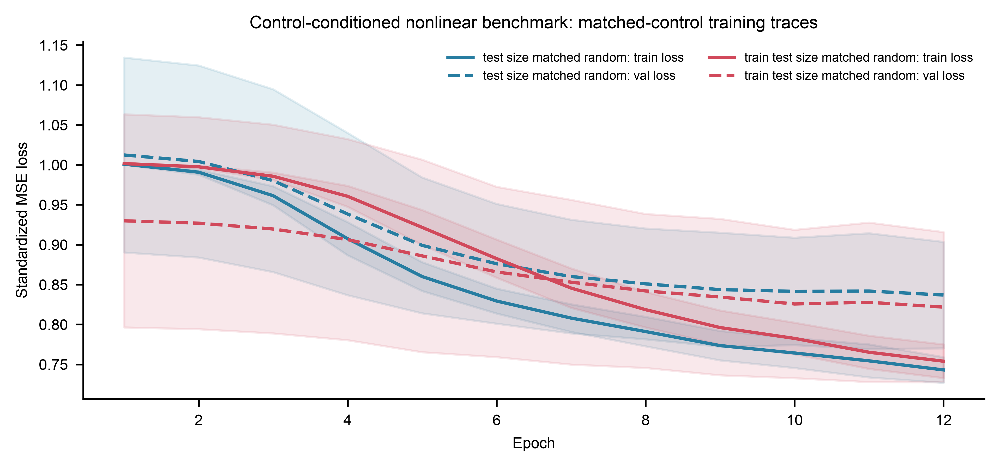 Control-conditioned nonlinear benchmark: matched-control training traces
test size matched random: train loss
test size matched random: val loss
train test size matched random: train loss
train test size matched random: val loss
Standardized MSE loss
1.15
1.10
1.05
1.00
0.95
0.90
0.85
0.80
0.75
2 4 6 8 10 12
Epoch